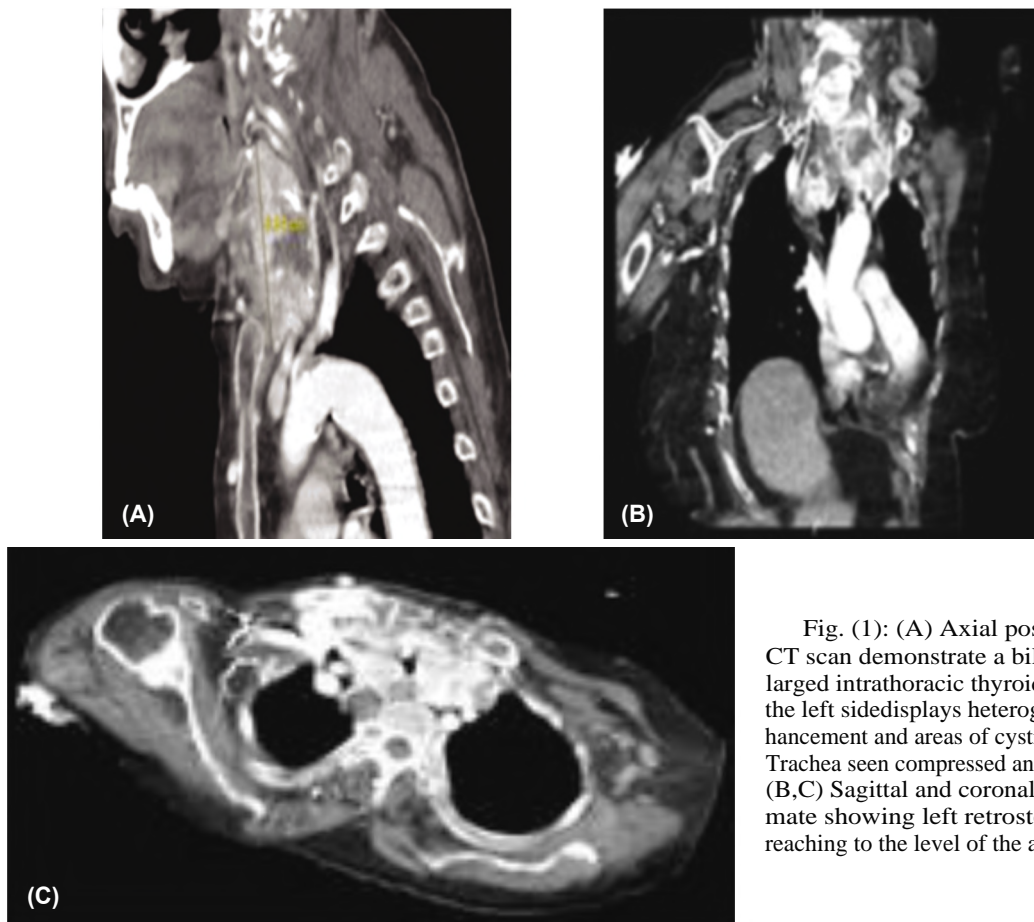 (A)
(B)
(C)
Fig. (1): (A) Axial pos
CT scan demonstrate a bil
larged intrathoracic thyroid
the left sidedisplays heterog
hancement and areas of cyst
Trachea seen compressed an
(B,C) Sagittal and coronal
mate showing left retroste
reaching to the level of the a